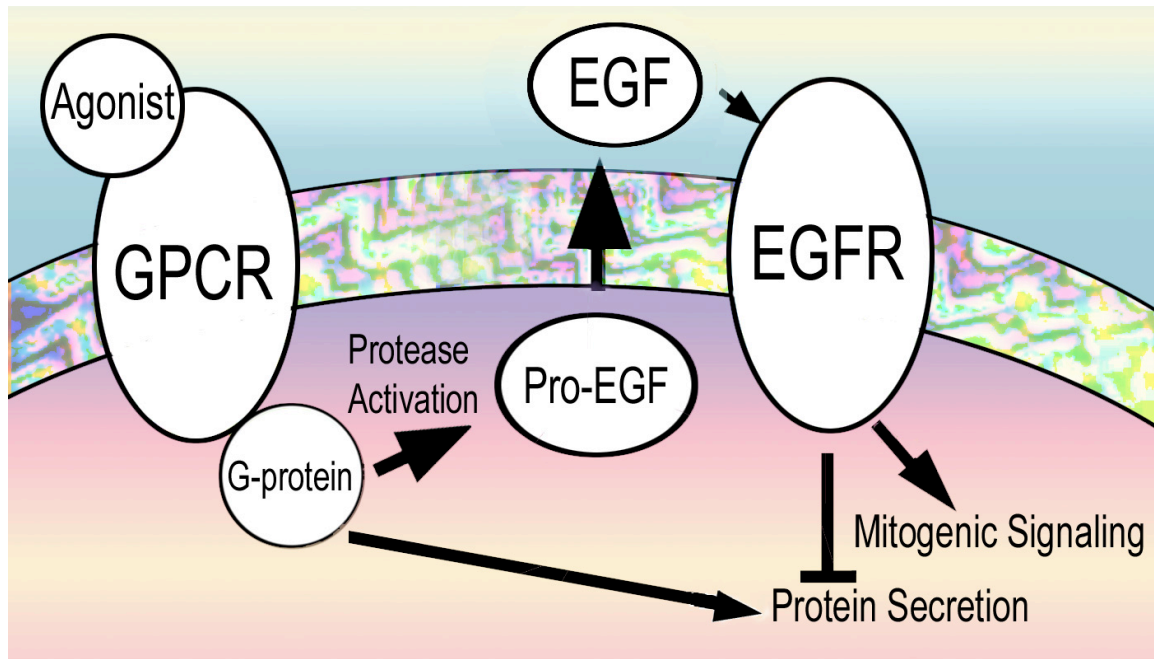 Agonist
EGF
GPCR
EGFR
Protease
Activation
Pro-EGF
G-protein
Mitogenic Signaling
Protein Secretion